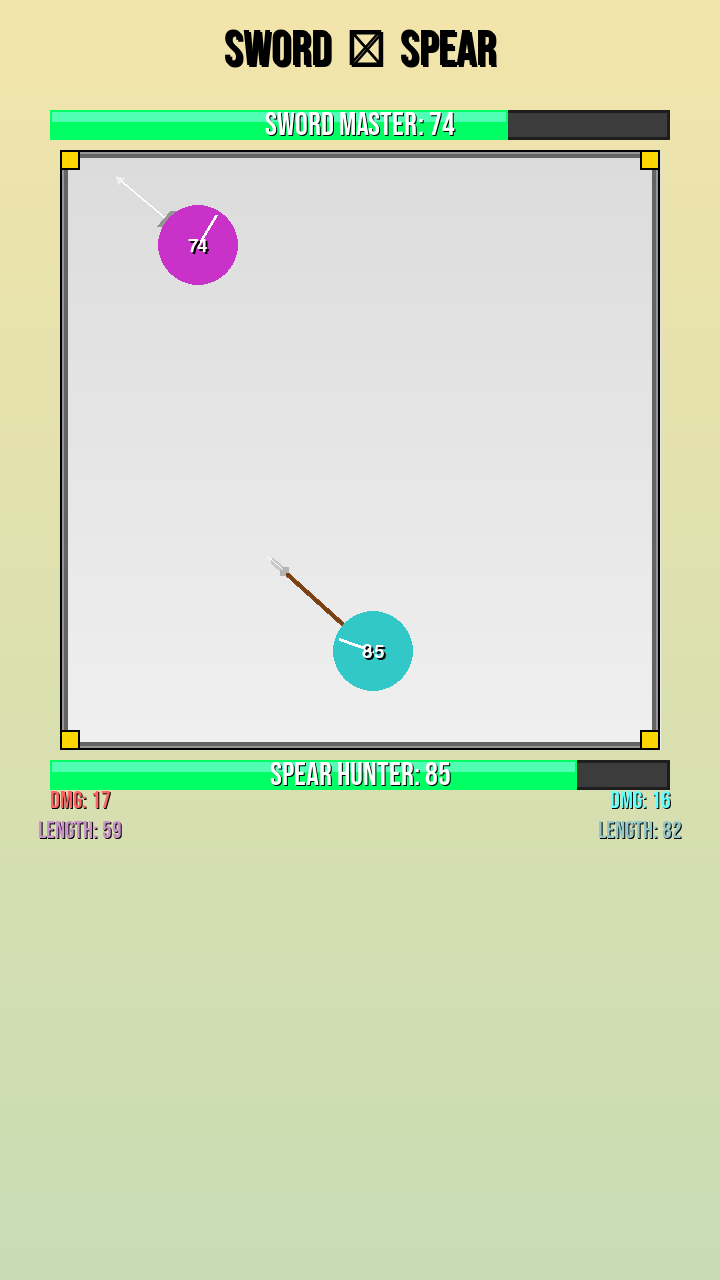 SWORD SPEAR
SWORD MASTER: 74
74
85
SPEAR HUNTER: 85
DMG: 17
DMG: 16
LENGTH: 59
LENGTH: 82